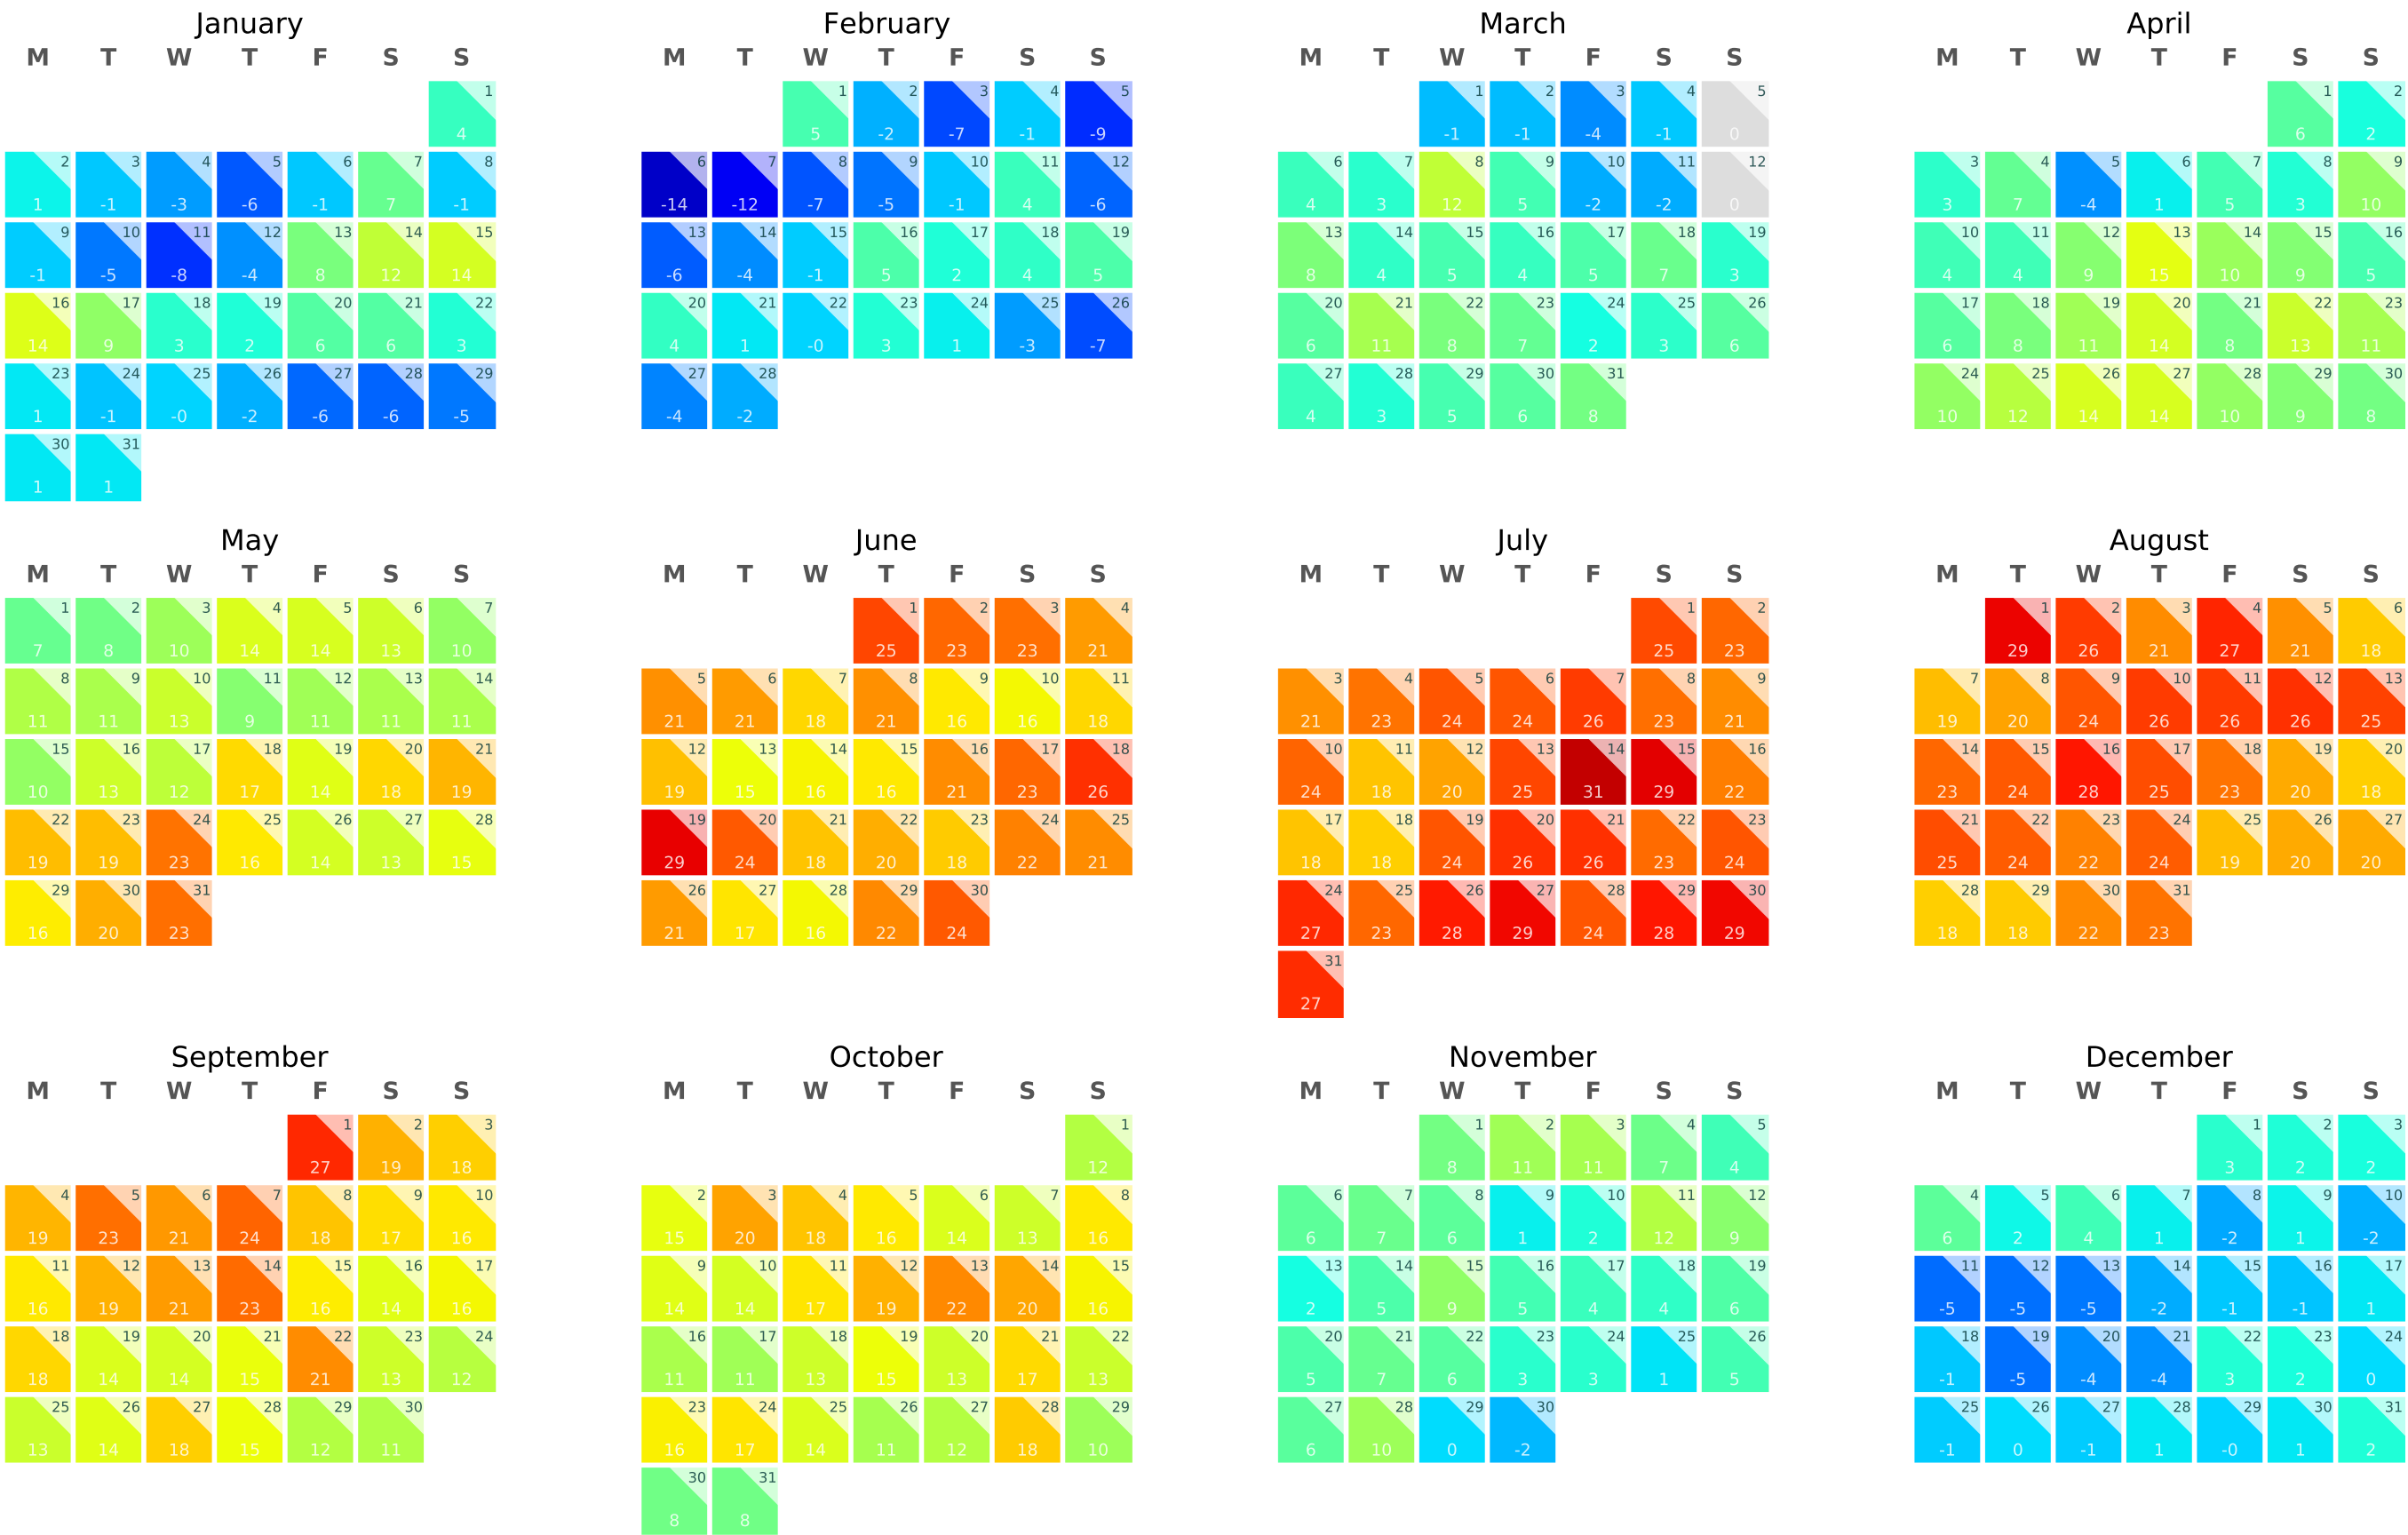 January February March April
M T W T F S S M T W T F S S M T W T F S S M T W T F S S
1 1 2 3 4 5 1 2 3 4 5 1 2
4 5 -2 -7 -1 -9 -1 -1 -4 -1 0 6 2
2 3 4 5 6 7 8 6 7 8 9 10 11 12 6 7 8 9 10 11 12 3 4 5 6 7 8 9
1 -1 -3 -6 -1 7 -1 -14 -12 -7 -5 -1 4 -6 4 3 12 5 -2 -2 0 3 7 -4 1 5 3 10
9 10 11 12 13 14 15 13 14 15 16 17 18 19 13 14 15 16 17 18 19 10 11 12 13 14 15 16
-1 -5 -8 -4 8 12 14 -6 -4 -1 5 2 4 5 8 4 5 4 5 7 3 4 4 9 15 10 9 5
16 17 18 19 20 21 22 20 21 22 23 24 25 26 20 21 22 23 24 25 26 17 18 19 20 21 22 23
14 9 3 2 6 6 3 4 1 -0 3 1 -3 -7 6 11 8 7 2 3 6 6 8 11 14 8 13 11
23 24 25 26 27 28 29 27 28 27 28 29 30 31 24 25 26 27 28 29 30
1 -1 -0 -2 -6 -6 -5 -4 -2 4 3 5 6 8 10 12 14 14 10 9 8
30 31
1 1
May June July August
M T W T F S S M T W T F S S M T W T F S S M T W T F S S
1 2 3 4 5 6 7 1 2 3 4 1 2 1 2 3 4 5 6
7 8 10 14 14 13 10 25 23 23 21 25 23 29 26 21 27 21 18
8 9 10 11 12 13 14 5 6 7 8 9 10 11 3 4 5 6 7 8 9 7 8 9 10 11 12 13
11 11 13 9 11 11 11 21 21 18 21 16 16 18 21 23 24 24 26 23 21 19 20 24 26 26 26 25
15 16 17 18 19 20 21 12 13 14 15 16 17 18 10 11 12 13 14 15 16 14 15 16 17 18 19 20
10 13 12 17 14 18 19 19 15 16 16 21 23 26 24 18 20 25 31 29 22 23 24 28 25 23 20 18
22 23 24 25 26 27 28 19 20 21 22 23 24 25 17 18 19 20 21 22 23 21 22 23 24 25 26 27
19 19 23 16 14 13 15 29 24 18 20 18 22 21 18 18 24 26 26 23 24 25 24 22 24 19 20 20
29 30 31 26 27 28 29 30 24 25 26 27 28 29 30 28 29 30 31
16 20 23 21 17 16 22 24 27 23 28 29 24 28 29 18 18 22 23
31
27
September October November December
M T W T F S S M T W T F S S M T W T F S S M T W T F S S
1 2 3 1 1 2 3 4 5 1 2 3
27 19 18 12 8 11 11 7 4 3 2 2
4 5 6 7 8 9 10 2 3 4 5 6 7 8 6 7 8 9 10 11 12 4 5 6 7 8 9 10
19 23 21 24 18 17 16 15 20 18 16 14 13 16 6 7 6 1 2 12 9 6 2 4 1 -2 1 -2
11 12 13 14 15 16 17 9 10 11 12 13 14 15 13 14 15 16 17 18 19 11 12 13 14 15 16 17
16 19 21 23 16 14 16 14 14 17 19 22 20 16 2 5 9 5 4 4 6 -5 -5 -5 -2 -1 -1 1
18 19 20 21 22 23 24 16 17 18 19 20 21 22 20 21 22 23 24 25 26 18 19 20 21 22 23 24
18 14 14 15 21 13 12 11 11 13 15 13 17 13 5 7 6 3 3 1 5 -1 -5 -4 -4 3 2 0
25 26 27 28 29 30 23 24 25 26 27 28 29 27 28 29 30 25 26 27 28 29 30 31
13 14 18 15 12 11 16 17 14 11 12 18 10 6 10 0 -2 -1 0 -1 1 -0 1 2
30 31
8 8